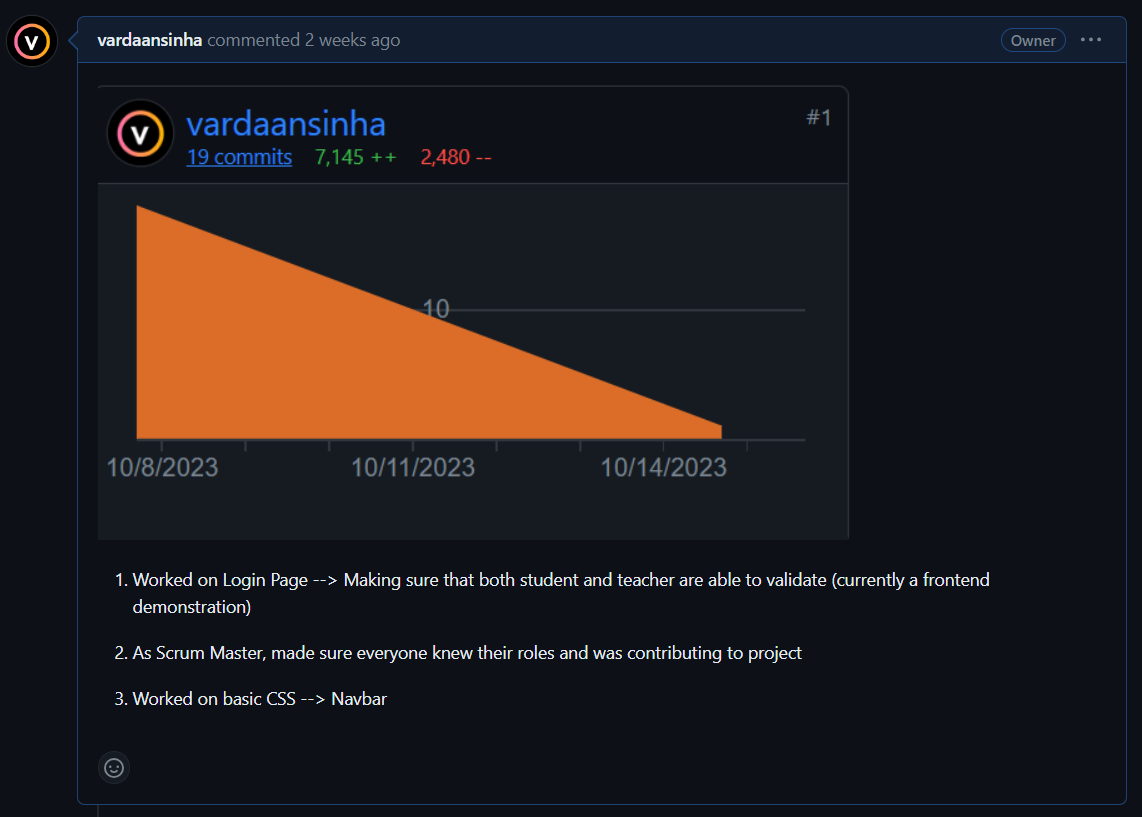 vardaansinha commented 2 weeks ago Owner
V
V
vardaansinha #1
19 commits 7,145 ++ 2,480 --
10
10/8/2023 10/11/2023 10/14/2023
1. Worked on Login Page --> Making sure that both student and teacher are able to validate (currently a frontend
demonstration)
2. As Scrum Master, made sure everyone knew their roles and was contributing to project
3. Worked on basic CSS --> Navbar